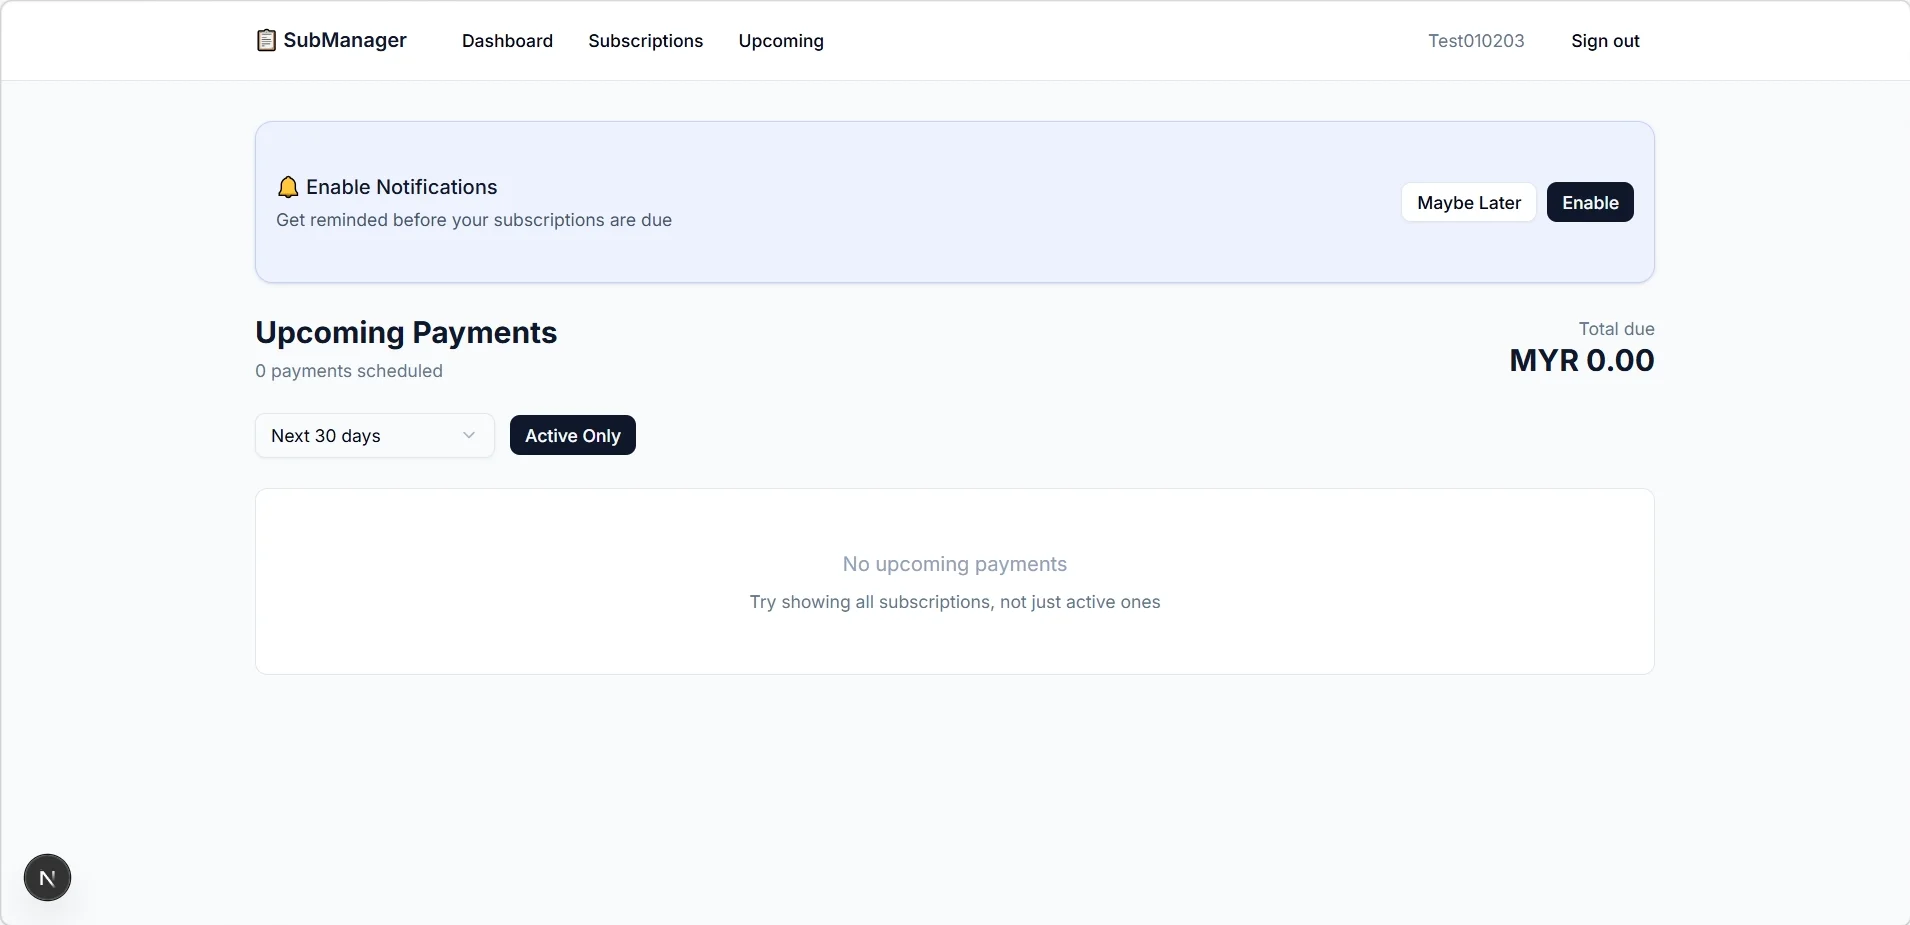 SubManager
Dashboard
Subscriptions
Upcoming
Test010203
Sign out
Enable Notifications
Get reminded before your subscriptions are due
Maybe Later
Enable
Upcoming Payments
0 payments scheduled
Total due
MYR 0.00
Next 30 days
Active Only
No upcoming payments
Try showing all subscriptions, not just active ones
N